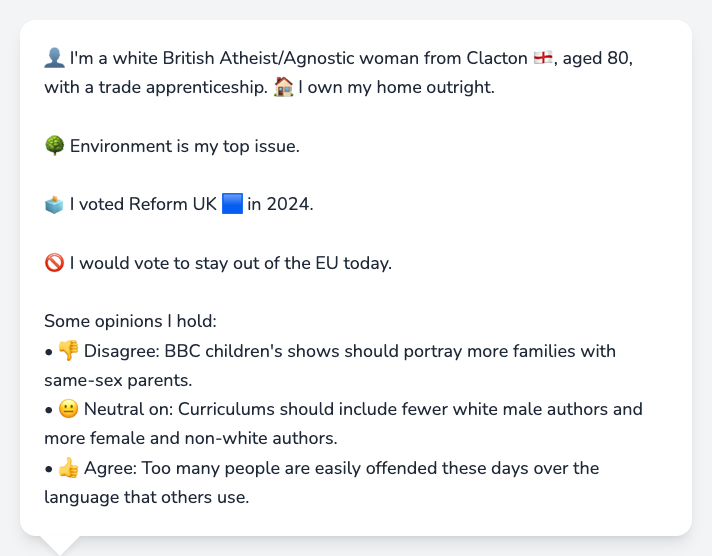 👤 I'm a white British Atheist/Agnostic woman from Clacton 🏴󠁧󠁢󠁥󠁮󠁧󠁿, aged 80,
with a trade apprenticeship. 🏠 I own my home outright.
🌳 Environment is my top issue.
🗳️ I voted Reform UK 🟦 in 2024.
🚫 I would vote to stay out of the EU today.
Some opinions I hold:
• 👎 Disagree: BBC children's shows should portray more families with
same-sex parents.
• 😐 Neutral on: Curriculums should include fewer white male authors and
more female and non-white authors.
• 👍 Agree: Too many people are easily offended these days over the
language that others use.